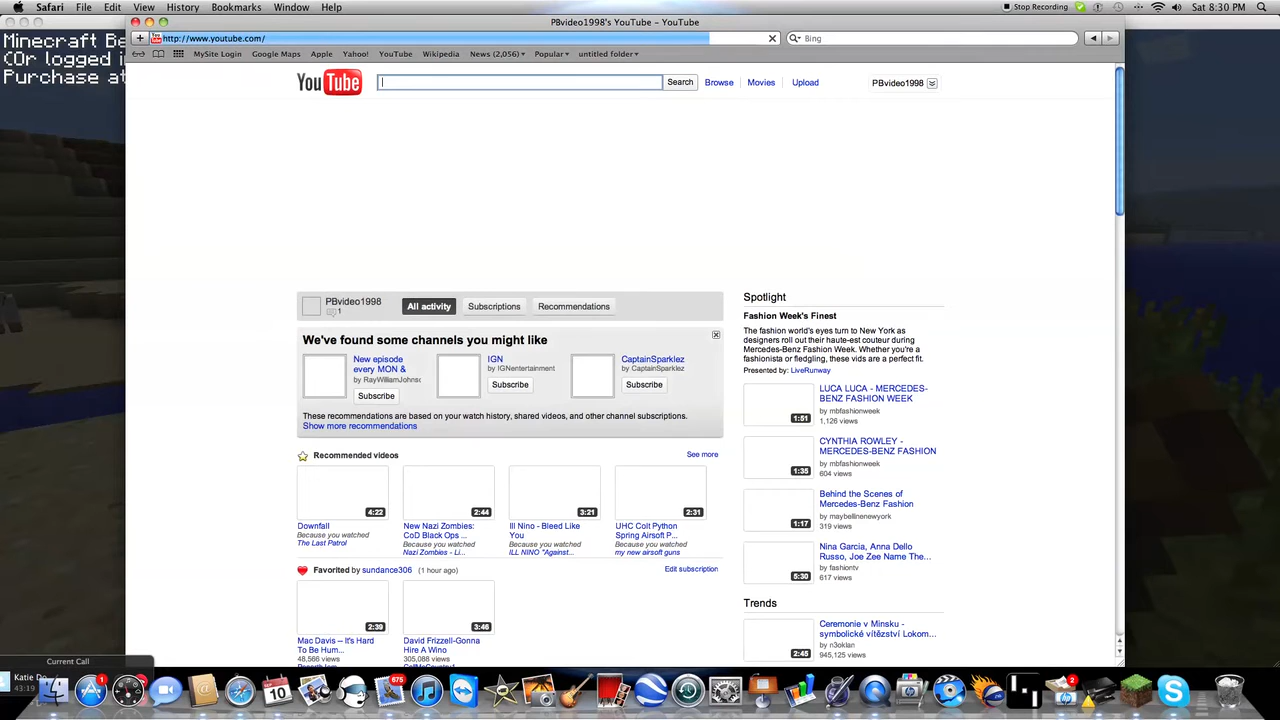 Safari File Edit View History Bookmarks Window Help
Stop Recording Sat 8:30 PM
PBvideo1998's YouTube – YouTube
http://www.youtube.com/
Bing
MySite Login Google Maps Apple Yahoo! YouTube Wikipedia News (2,056) Popular untitled folder
Minecraft Be
(Or logged i
Purchase at
YouTube
Search Browse Movies Upload PBvideo1998
PBvideo1998
1
All activity Subscriptions Recommendations
We've found some channels you might like
New episode
every MON &
by RayWilliamJohns
Subscribe
IGN
by IGNentertainment
Subscribe
CaptainSparklez
by CaptainSparklez
Subscribe
These recommendations are based on your watch history, shared videos, and other channel subscriptions.
Show more recommendations
Recommended videos See more
4:22
Downfall
Because you watched
The Last Patrol
2:44
New Nazi Zombies:
CoD Black Ops ...
Because you watched
Nazi Zombies - Li...
3:21
Ill Nino - Bleed Like
You
Because you watched
ILL NINO "Against...
2:31
UHC Colt Python
Spring Airsoft P...
Because you watched
my new airsoft guns
Favorited by sundance306 (1 hour ago) Edit subscription
2:39
Mac Davis – It's Hard
To Be Hum...
48,566 views
3:46
David Frizzell-Gonna
Hire A Wino
305,088 views
Spotlight
Fashion Week's Finest
The fashion world's eyes turn to New York as
designers roll out their haute-est couture during
Mercedes-Benz Fashion Week. Whether you're a
fashionista or fledgling, these vids are a perfect fit.
Presented by: LiveRunway
1:51
LUCA LUCA - MERCEDES-
BENZ FASHION WEEK
by mbfashionweek
1,126 views
1:35
CYNTHIA ROWLEY -
MERCEDES-BENZ FASHION
by mbfashionweek
604 views
1:17
Behind the Scenes of
Mercedes-Benz Fashion
by maybellinenewyork
319 views
5:30
Nina Garcia, Anna Dello
Russo, Joe Zee Name The...
by fashiontv
617 views
Trends
2:45
Ceremonie v Minsku -
symbolické vítězství Lokom...
by n3oklan
945,125 views
Current Call
Katie Do
43:19
1
SEP
10
675
2